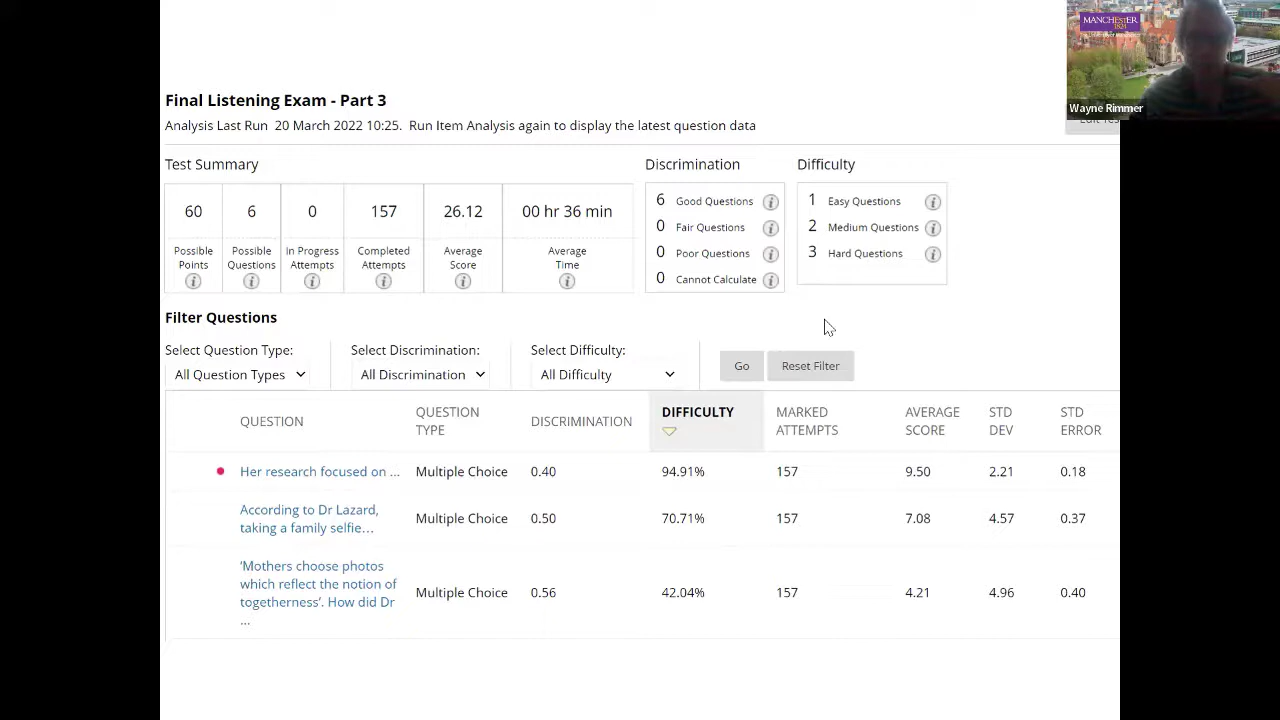 MANCHESTER
1824
Wayne Rimmer
Final Listening Exam - Part 3
Analysis Last Run 20 March 2022 10:23. Run Item Analysis again to display the latest question data
Test Summary
Discrimination
Difficulty
60 6 0 157 26.12 00 hr 36 min
Possible Points
Possible Questions
In Progress Attempts
Completed Attempts
Average Score
Average Time
6 Good Questions
0 Fair Questions
0 Poor Questions
0 Cannot Calculate
1 Easy Questions
2 Medium Questions
3 Hard Questions
Filter Questions
Select Question Type:
All Question Types
Select Discrimination:
All Discrimination
Select Difficulty:
All Difficulty
Go
Reset Filter
QUESTION QUESTION TYPE DISCRIMINATION DIFFICULTY MARKED ATTEMPTS AVERAGE SCORE STD DEV STD ERROR
Her research focused on ... Multiple Choice 0.40 94.91% 157 9.50 2.21 0.18
According to Dr Lazard,
taking a family selfie… Multiple Choice 0.50 70.71% 157 7.08 4.57 0.37
‘Mothers choose photos
which reflect the notion of
togetherness’. How did Dr
... Multiple Choice 0.56 42.04% 157 4.21 4.96 0.40